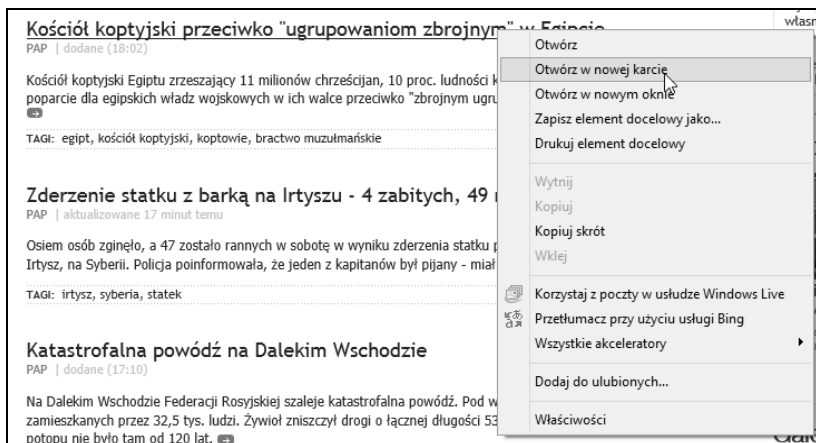 Kościół koptyjski przeciwko "ugrupowaniom zbrojnym" w Egipcie
PAP | dodane (18:02)
Kościół koptyjski Egiptu zrzeszający 11 milionów chrześcijan, 10 proc. ludności
poparcie dla egipskich władz wojskowych w ich walce przeciwko "zbrojnym
TAGI: egipt, kościół koptyjski, koptowie, bractwo muzułmańskie
Zderzenie statku z barką na Irtyszu - 4 zabitych, 49
PAP | aktualizowane 17 minut temu
Osiem osób zginęło, a 47 zostało rannych w sobotę w wyniku zderzenia statku
Irtysz, na Syberii. Policja poinformowała, że jeden z kapitanów był pijany - miał
TAGI: irtysz, syberia, statek
Katastrofalna powódź na Dalekim Wschodzie
PAP | dodane (17:10)
Na Dalekim Wschodzie Federacji Rosyjskiej szaleje katastrofalna powódź. Pod
zamieszkanych przez 32,5 tys. ludzi. Żywioł zniszczył drogi o łącznej długości
potopu nie było tam od 120 lat.
Otwórz
Otwórz w nowej karcie
Otwórz w nowym oknie
Zapisz element docelowy jako...
Drukuj element docelowy
Wytnij
Kopiuj
Kopiuj skrót
Wklej
Korzystaj z poczty w usłudze Windows Live
Przetłumacz przy użyciu usługi Bing
Wszystkie akceleratory
Dodaj do ulubionych...
Właściwości